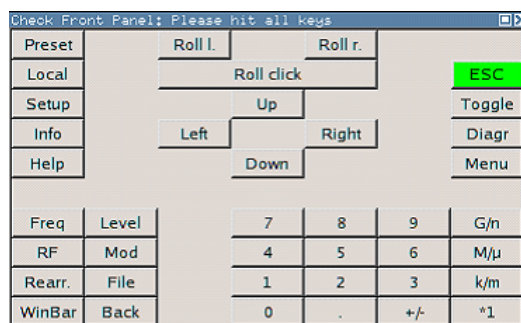 Check Front Panel: Please hit all keys
Preset Roll l. Roll r.
Local Roll click ESC
Setup Up Toggle
Info Left Right Diagr
Help Down Menu
Freq Level 7 8 9 G/n
RF Mod 4 5 6 M/µ
Rearr. File 1 2 3 k/m
WinBar Back 0 . +/- *1